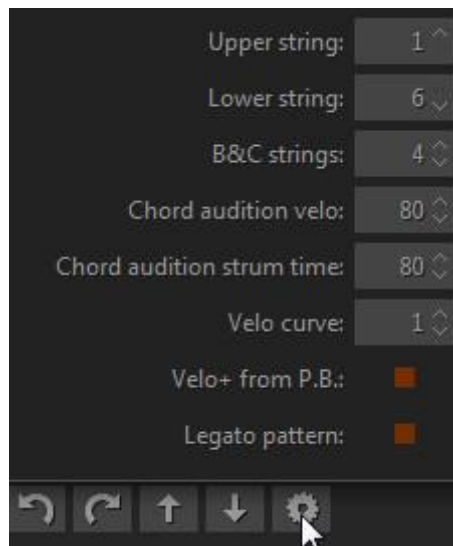 Upper string: 1
Lower string: 6
B&C strings: 4
Chord audition velo: 80
Chord audition strum time: 80
Velo curve: 1
Velo+ from P.B.:
Legato pattern: